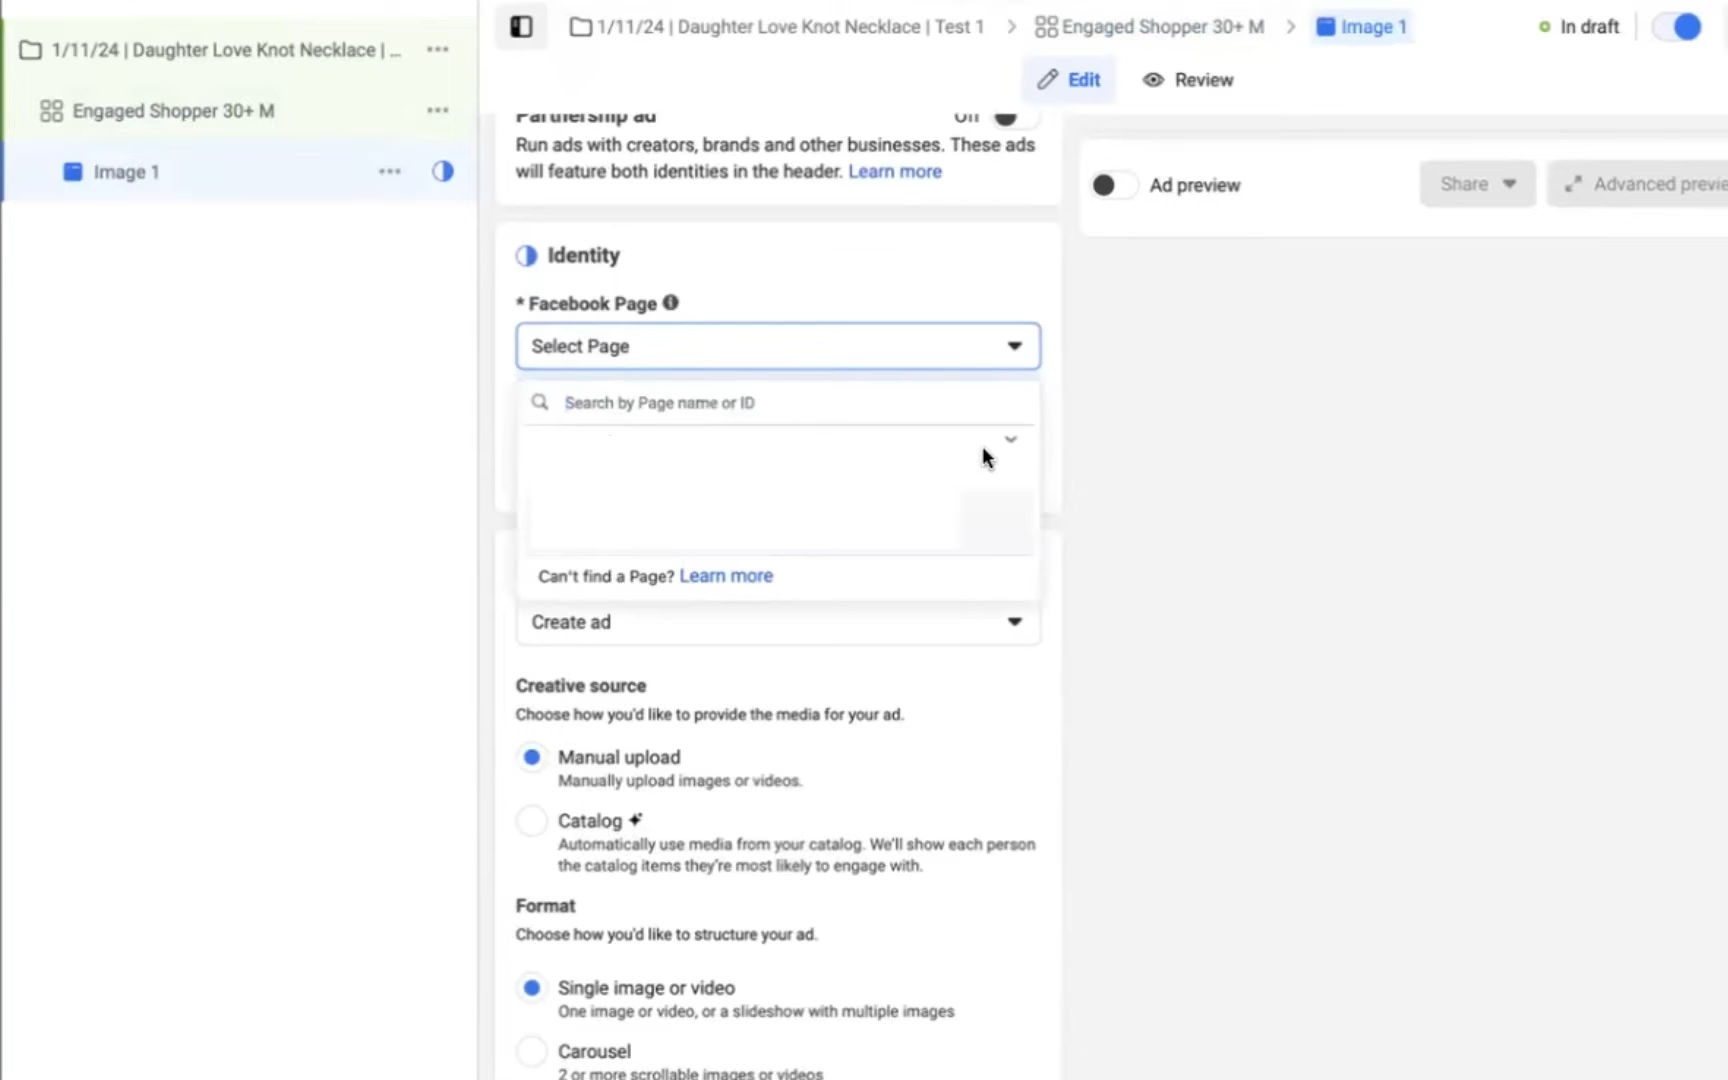 1/11/24 | Daughter Love Knot Necklace | ...
Engaged Shopper 30+ M
Image 1
1/11/24 | Daughter Love Knot Necklace | Test 1
Engaged Shopper 30+ M
Image 1
In draft
Edit
Review
Partnership ad
Off
Run ads with creators, brands and other businesses. These ads
will feature both identities in the header. Learn more
Ad preview
Share
Advanced previe
Identity
* Facebook Page
Select Page
Search by Page name or ID
Can't find a Page? Learn more
Create ad
Creative source
Choose how you'd like to provide the media for your ad.
Manual upload
Manually upload images or videos.
Catalog
Automatically use media from your catalog. We'll show each person
the catalog items they're most likely to engage with.
Format
Choose how you'd like to structure your ad.
Single image or video
One image or video, or a slideshow with multiple images
Carousel
2 or more scrollable images or videos